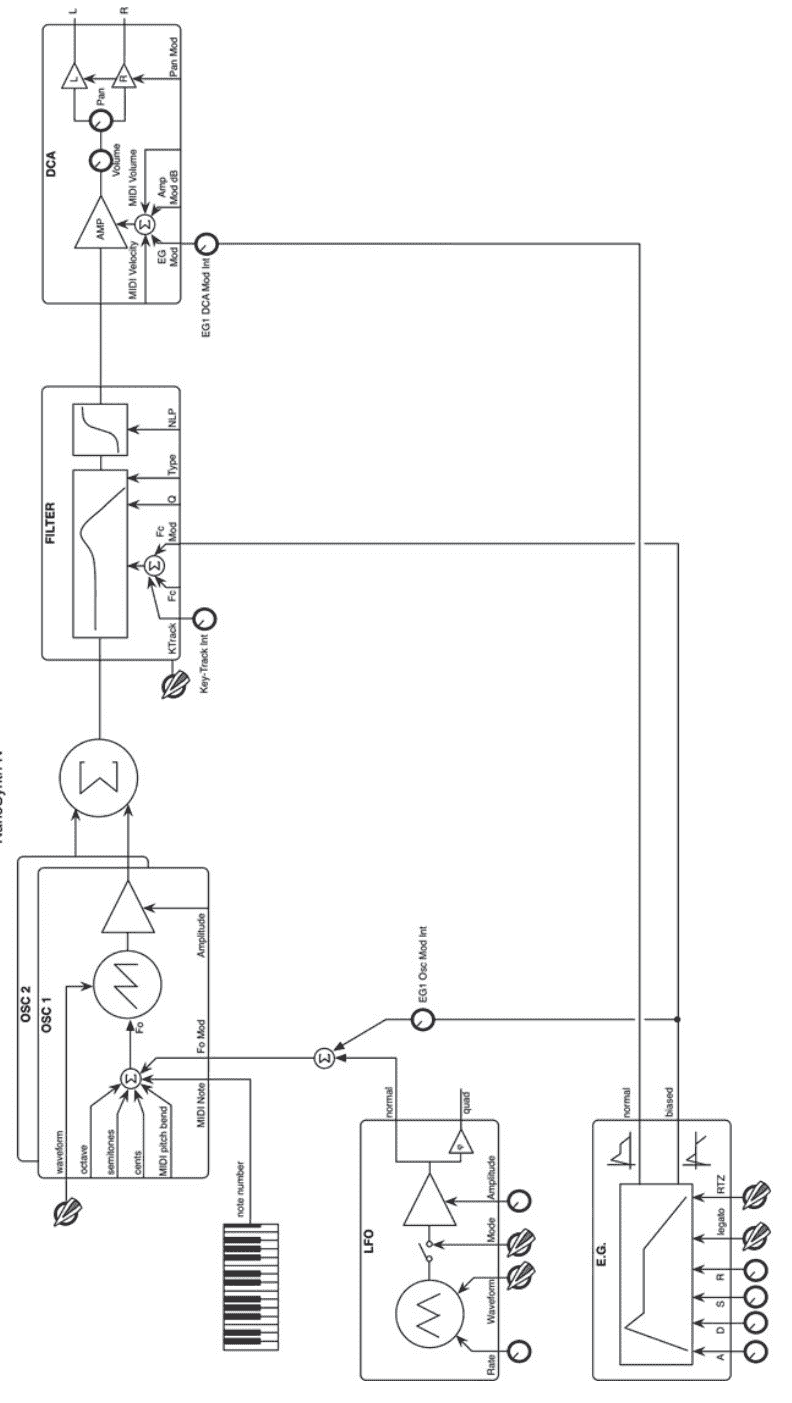 OSC 2
OSC 1
waveform
octave
semitones
cents
MIDI pitch bend
MIDI Note
Fo Mod
Fo
Amplitude
note number
Σ
Σ
Σ
FILTER
KTrack
Fc
Fc
Mod
Σ
Q
Type
NLP
Key-Track Int
DCA
AMP
MIDI Velocity
EG
Mod
Σ
Amp
Mod dB
MIDI Volume
Volume
Pan
L
R
L
R
Pan Mod
EG1 DCA Mod Int
EG1 Osc Mod Int
LFO
Rate
Waveform
Mode
Amplitude
φ
normal
quad
E.G.
A
D
S
R
legato
RTZ
normal
biased